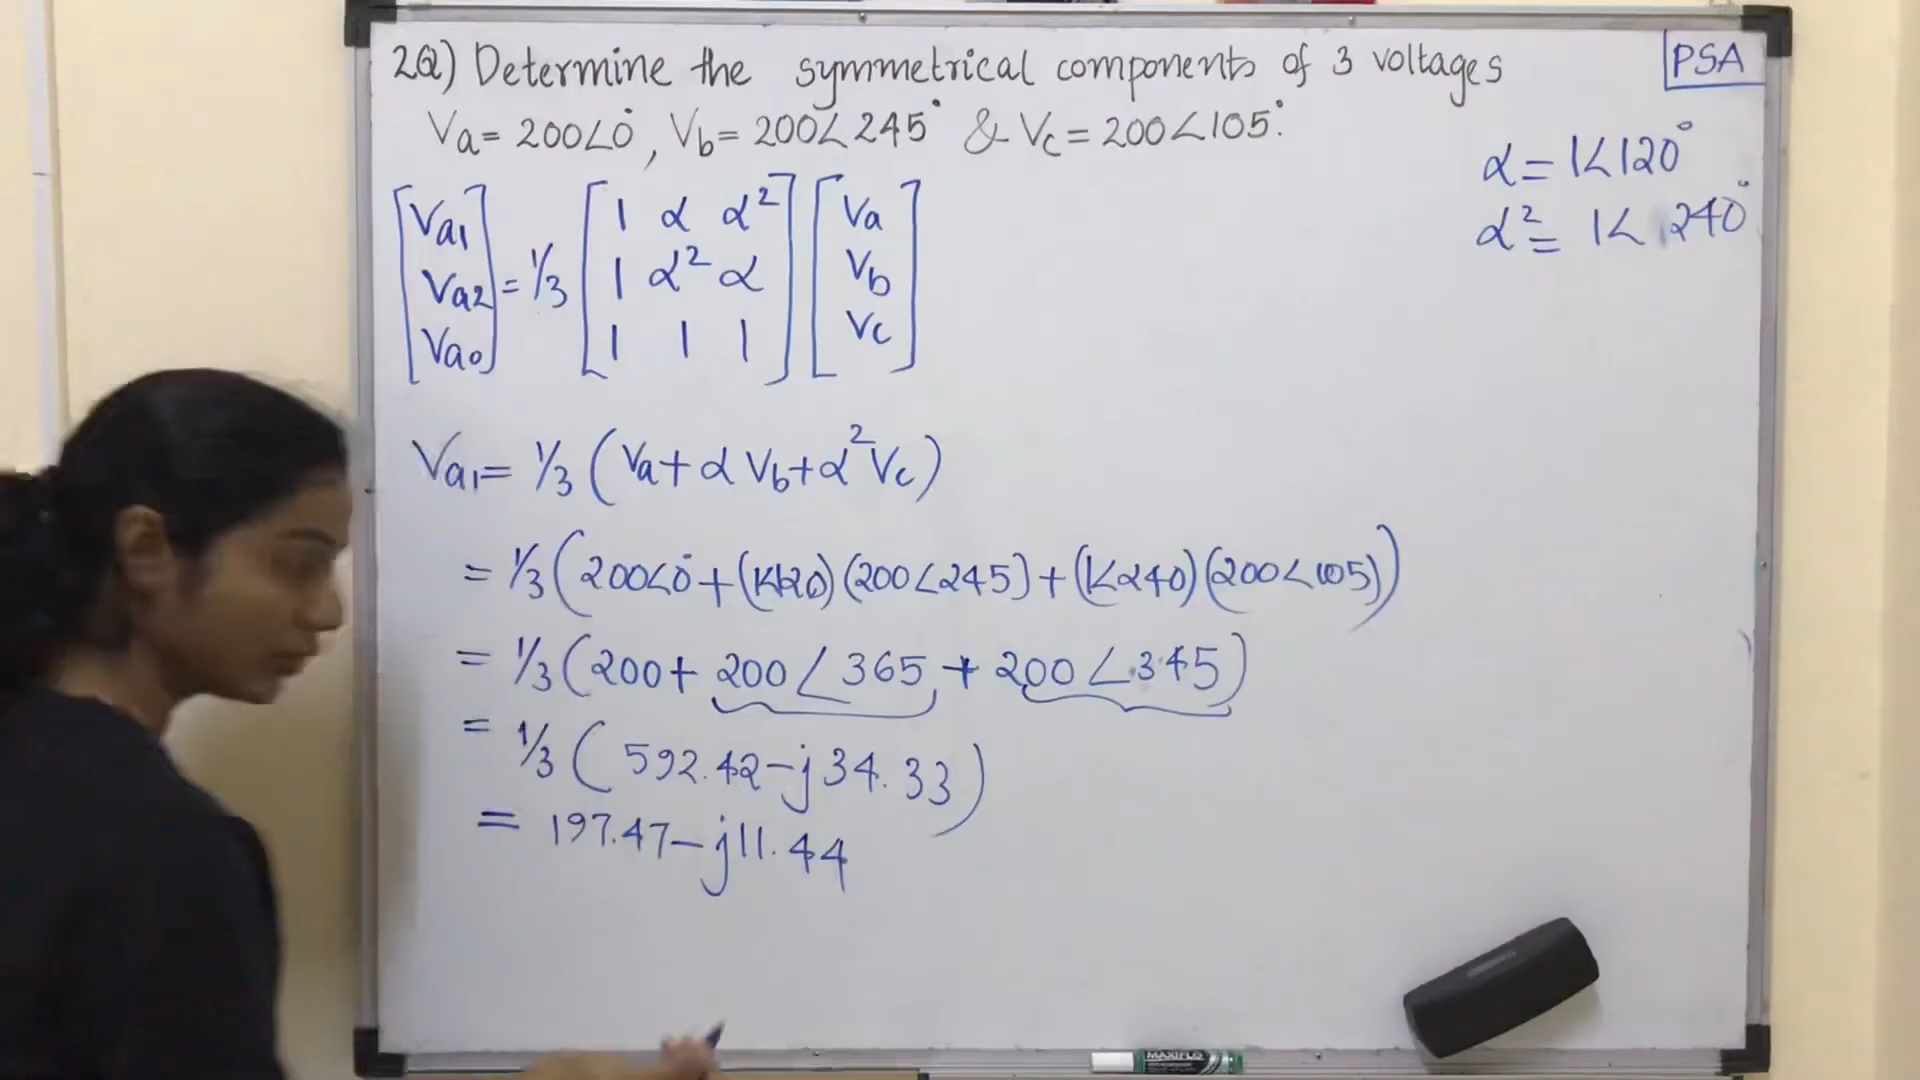 2Q) Determine the symmetrical components of 3 voltages
PSA
Va = 200∠0°, Vb = 200∠245° & Vc = 200∠105°.
α = 1∠120°
α² = 1∠240°
[Va1] [1 α α²] [Va]
[Va2] = 1/3 [1 α² α] [Vb]
[Va0] [1 1 1] [Vc]
Va1 = 1/3 (Va + α Vb + α² Vc)
= 1/3 (200∠0° + (1∠120) (200∠245) + (1∠240) (200∠105))
= 1/3 (200 + 200∠365 + 200∠345)
= 1/3 (592.42 - j34.33)
= 197.47 - j11.44
MAXIFLO